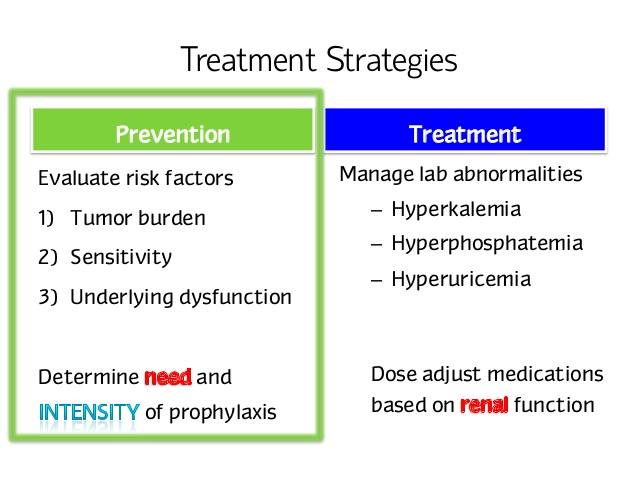 Treatment Strategies
Prevention
Evaluate risk factors
1) Tumor burden
2) Sensitivity
3) Underlying dysfunction
Determine need and
INTENSITY of prophylaxis
Treatment
Manage lab abnormalities
– Hyperkalemia
– Hyperphosphatemia
– Hyperuricemia
Dose adjust medications
based on renal function